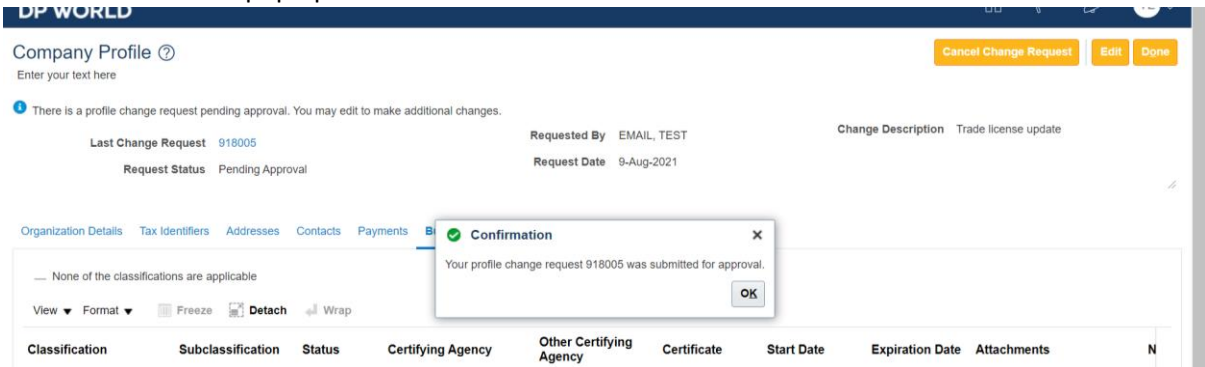 DP WORLD
Company Profile ?
Cancel Change Request Edit Done
Enter your text here
There is a profile change request pending approval. You may edit to make additional changes.
Last Change Request 918005
Requested By EMAIL, TEST
Change Description Trade license update
Request Status Pending Approval
Request Date 9-Aug-2021
Organization Details Tax Identifiers Addresses Contacts Payments
Confirmation
Your profile change request 918005 was submitted for approval.
OK
None of the classifications are applicable
View Format Freeze Detach Wrap
Classification Subclassification Status Certifying Agency Other Certifying Agency Certificate Start Date Expiration Date Attachments